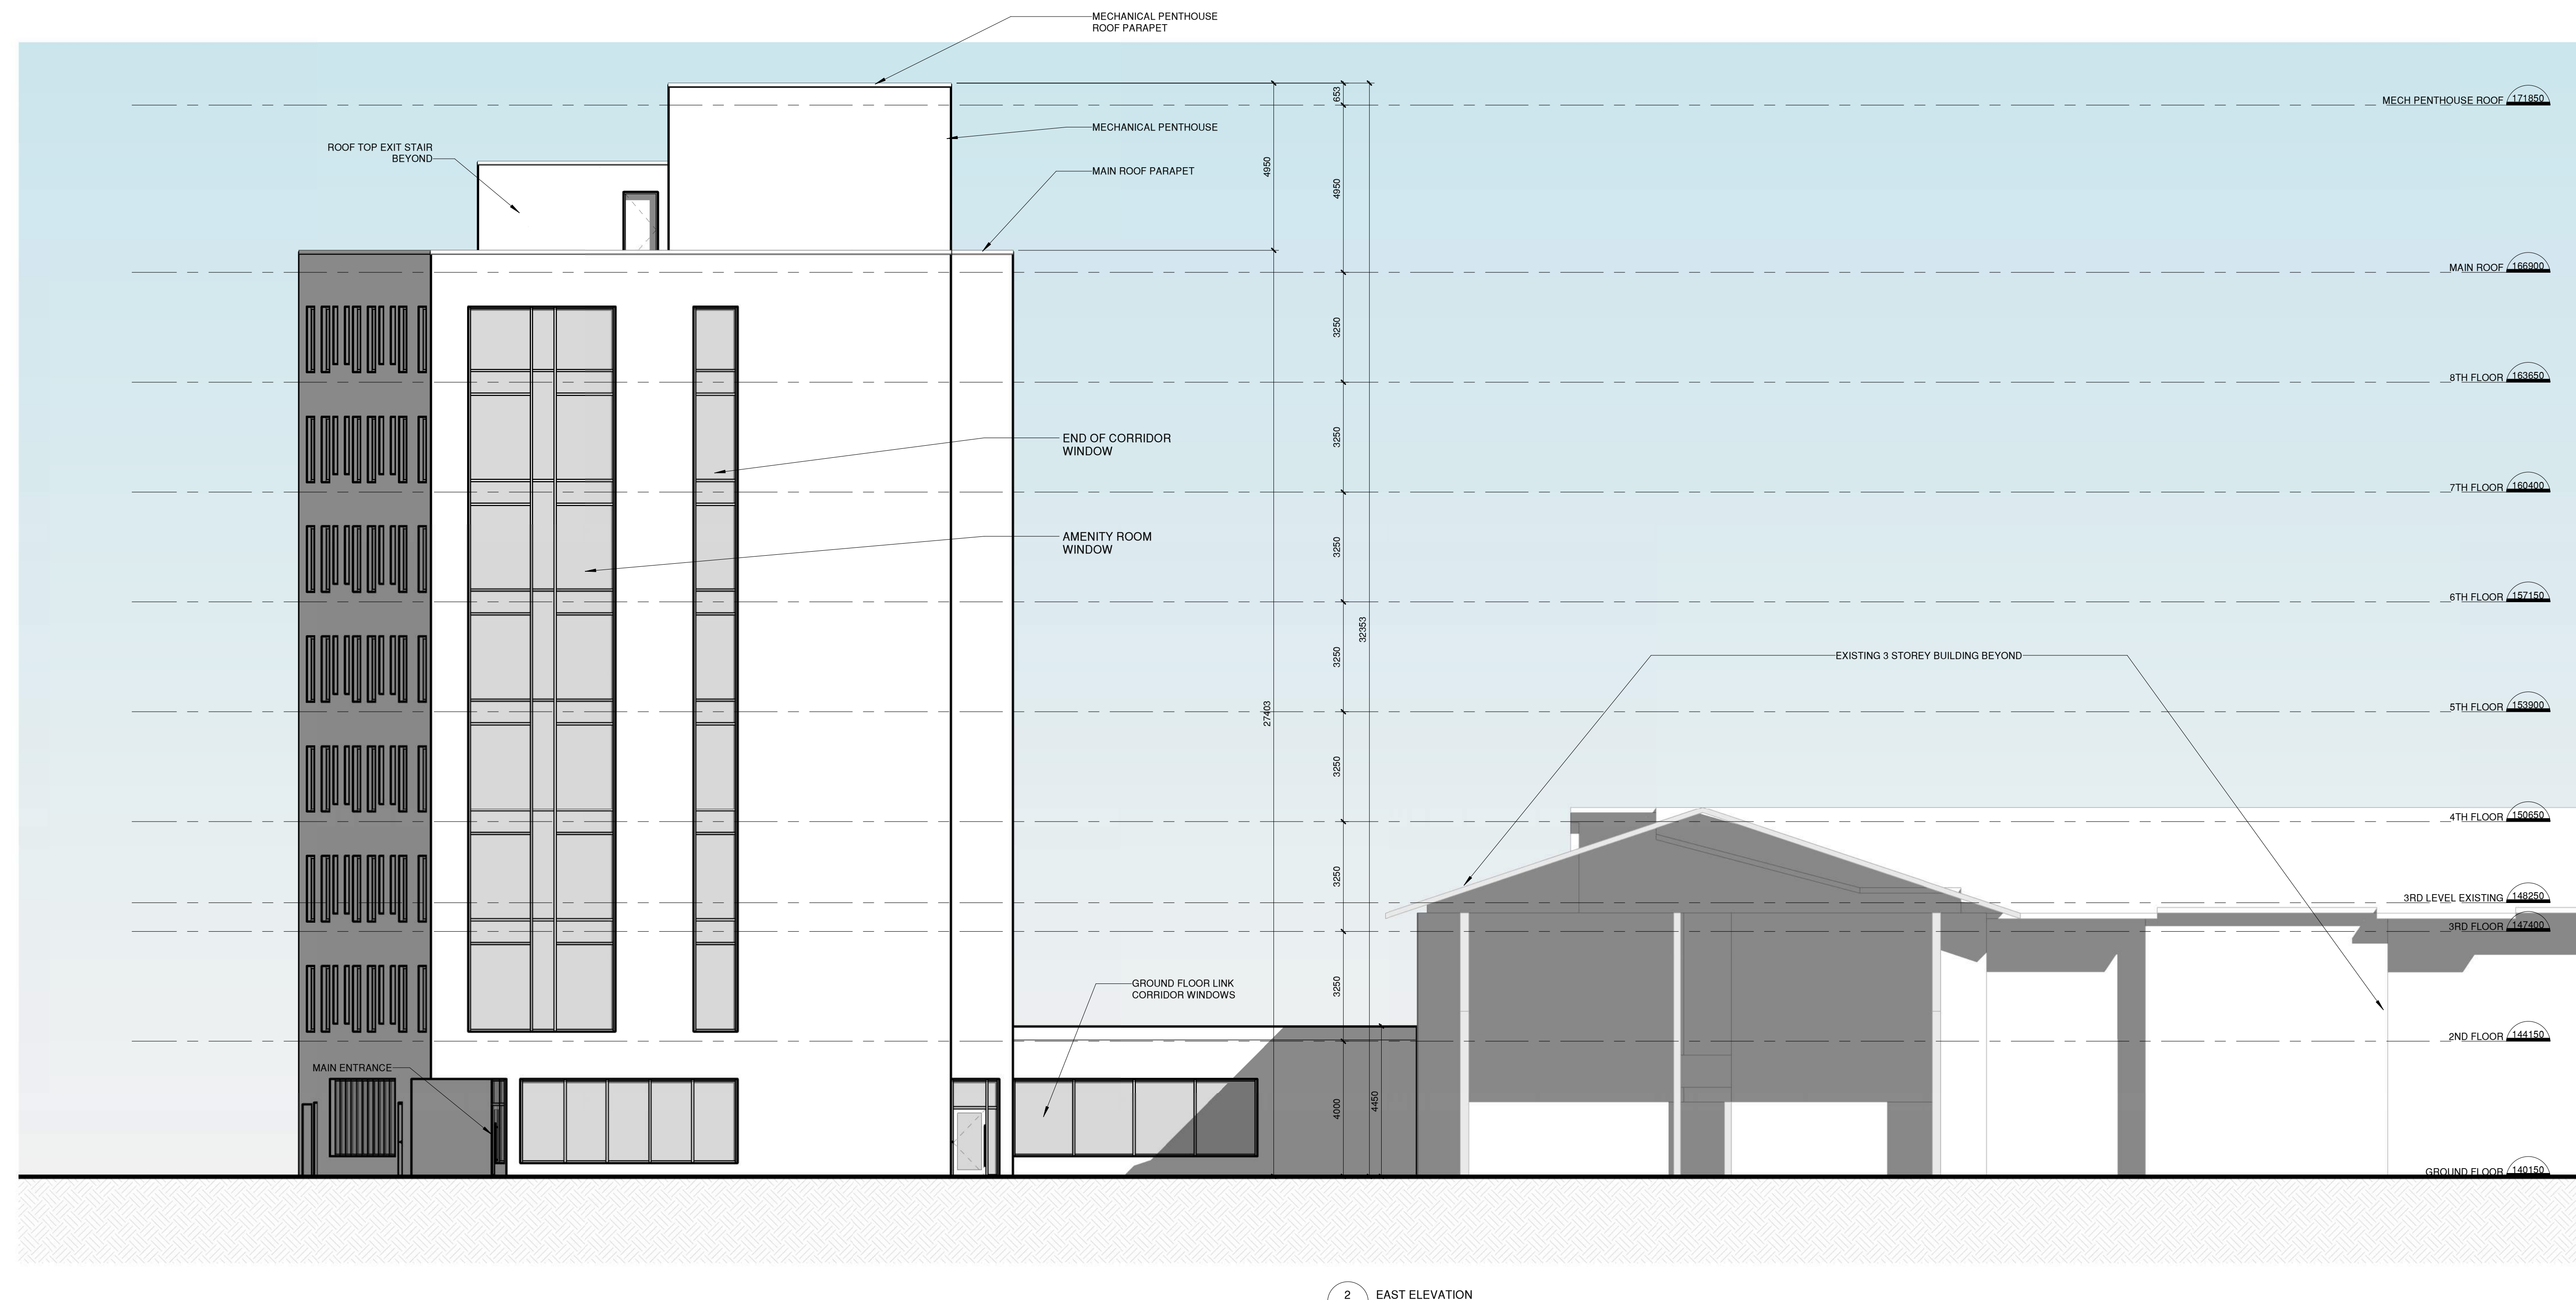 MECHANICAL PENTHOUSE
ROOF PARAPET
653
MECH PENTHOUSE ROOF 171850
MECHANICAL PENTHOUSE
ROOF TOP EXIT STAIR
BEYOND
4950
4950
MAIN ROOF PARAPET
MAIN ROOF 166900
3250
8TH FLOOR 163650
END OF CORRIDOR
WINDOW
3250
7TH FLOOR 160400
AMENITY ROOM
WINDOW
3250
6TH FLOOR 157150
32353
EXISTING 3 STOREY BUILDING BEYOND
3250
27403
5TH FLOOR 153900
3250
4TH FLOOR 150650
3250
3RD LEVEL EXISTING 148250
3RD FLOOR 147400
GROUND FLOOR LINK
CORRIDOR WINDOWS
3250
2ND FLOOR 144150
MAIN ENTRANCE
4000
4450
GROUND FLOOR 140150
2 EAST ELEVATION